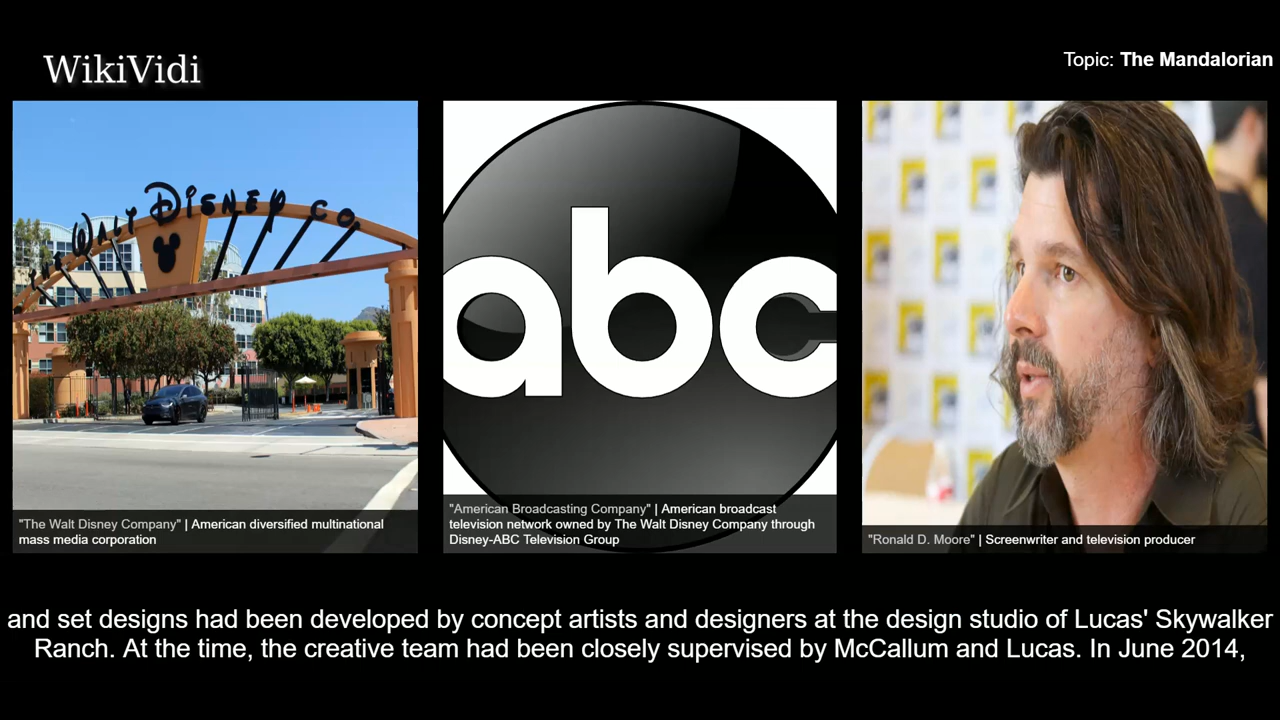 WikiVidi
Topic: The Mandalorian
THE WALT DISNEY CO
abc
"The Walt Disney Company" | American diversified multinational
mass media corporation
"American Broadcasting Company" | American broadcast
television network owned by The Walt Disney Company through
Disney-ABC Television Group
"Ronald D. Moore" | Screenwriter and television producer
and set designs had been developed by concept artists and designers at the design studio of Lucas' Skywalker
Ranch. At the time, the creative team had been closely supervised by McCallum and Lucas. In June 2014,